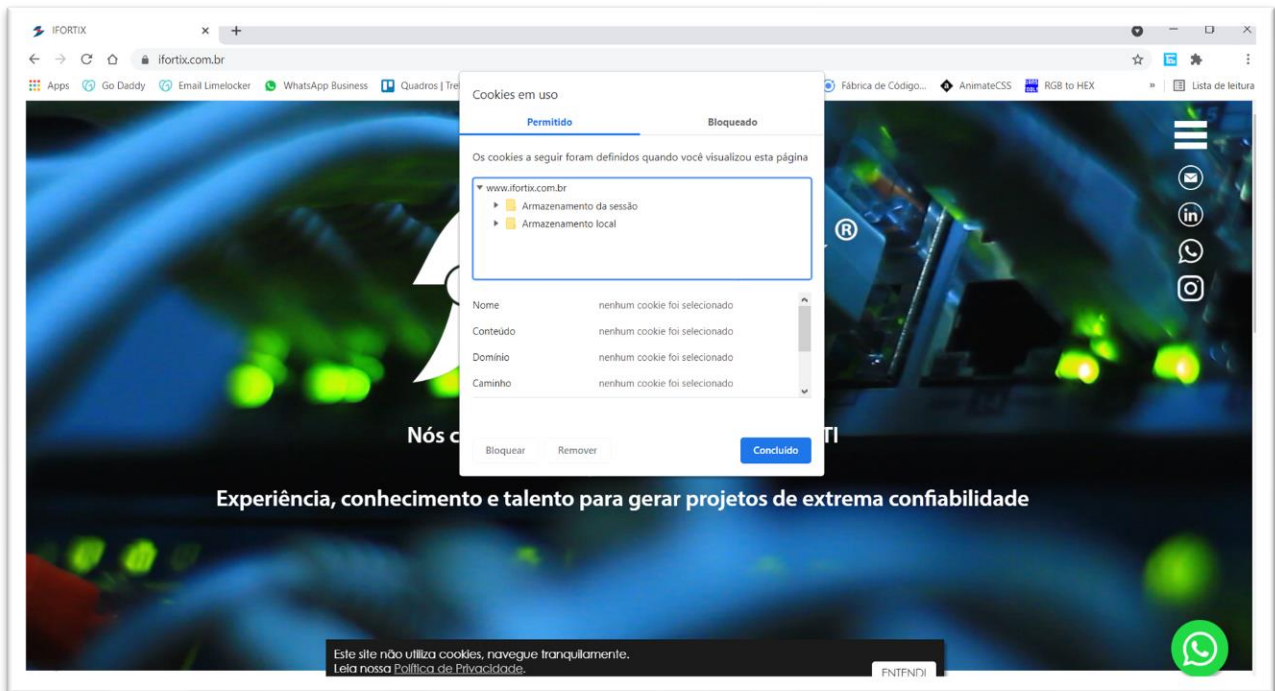 IFORTIX
ifortix.com.br
Apps Go Daddy Email Limelocker WhatsApp Business Quadros | Fábrica de Código... AnimateCSS RGB to HEX » Lista de leitura
Cookies em uso
Permitido Bloqueado
Os cookies a seguir foram definidos quando você visualizou esta página
www.ifortix.com.br
Armazenamento da sessão
Armazenamento local
®
in
Nome nenhum cookie foi selecionado
Conteúdo nenhum cookie foi selecionado
Domínio nenhum cookie foi selecionado
Caminho nenhum cookie foi selecionado
Nós c TI
Bloquear Remover Concluído
Experiência, conhecimento e talento para gerar projetos de extrema confiabilidade
Este site não utiliza cookies, navegue tranquilamente.
Leia nossa Política de Privacidade.
ENTENDI